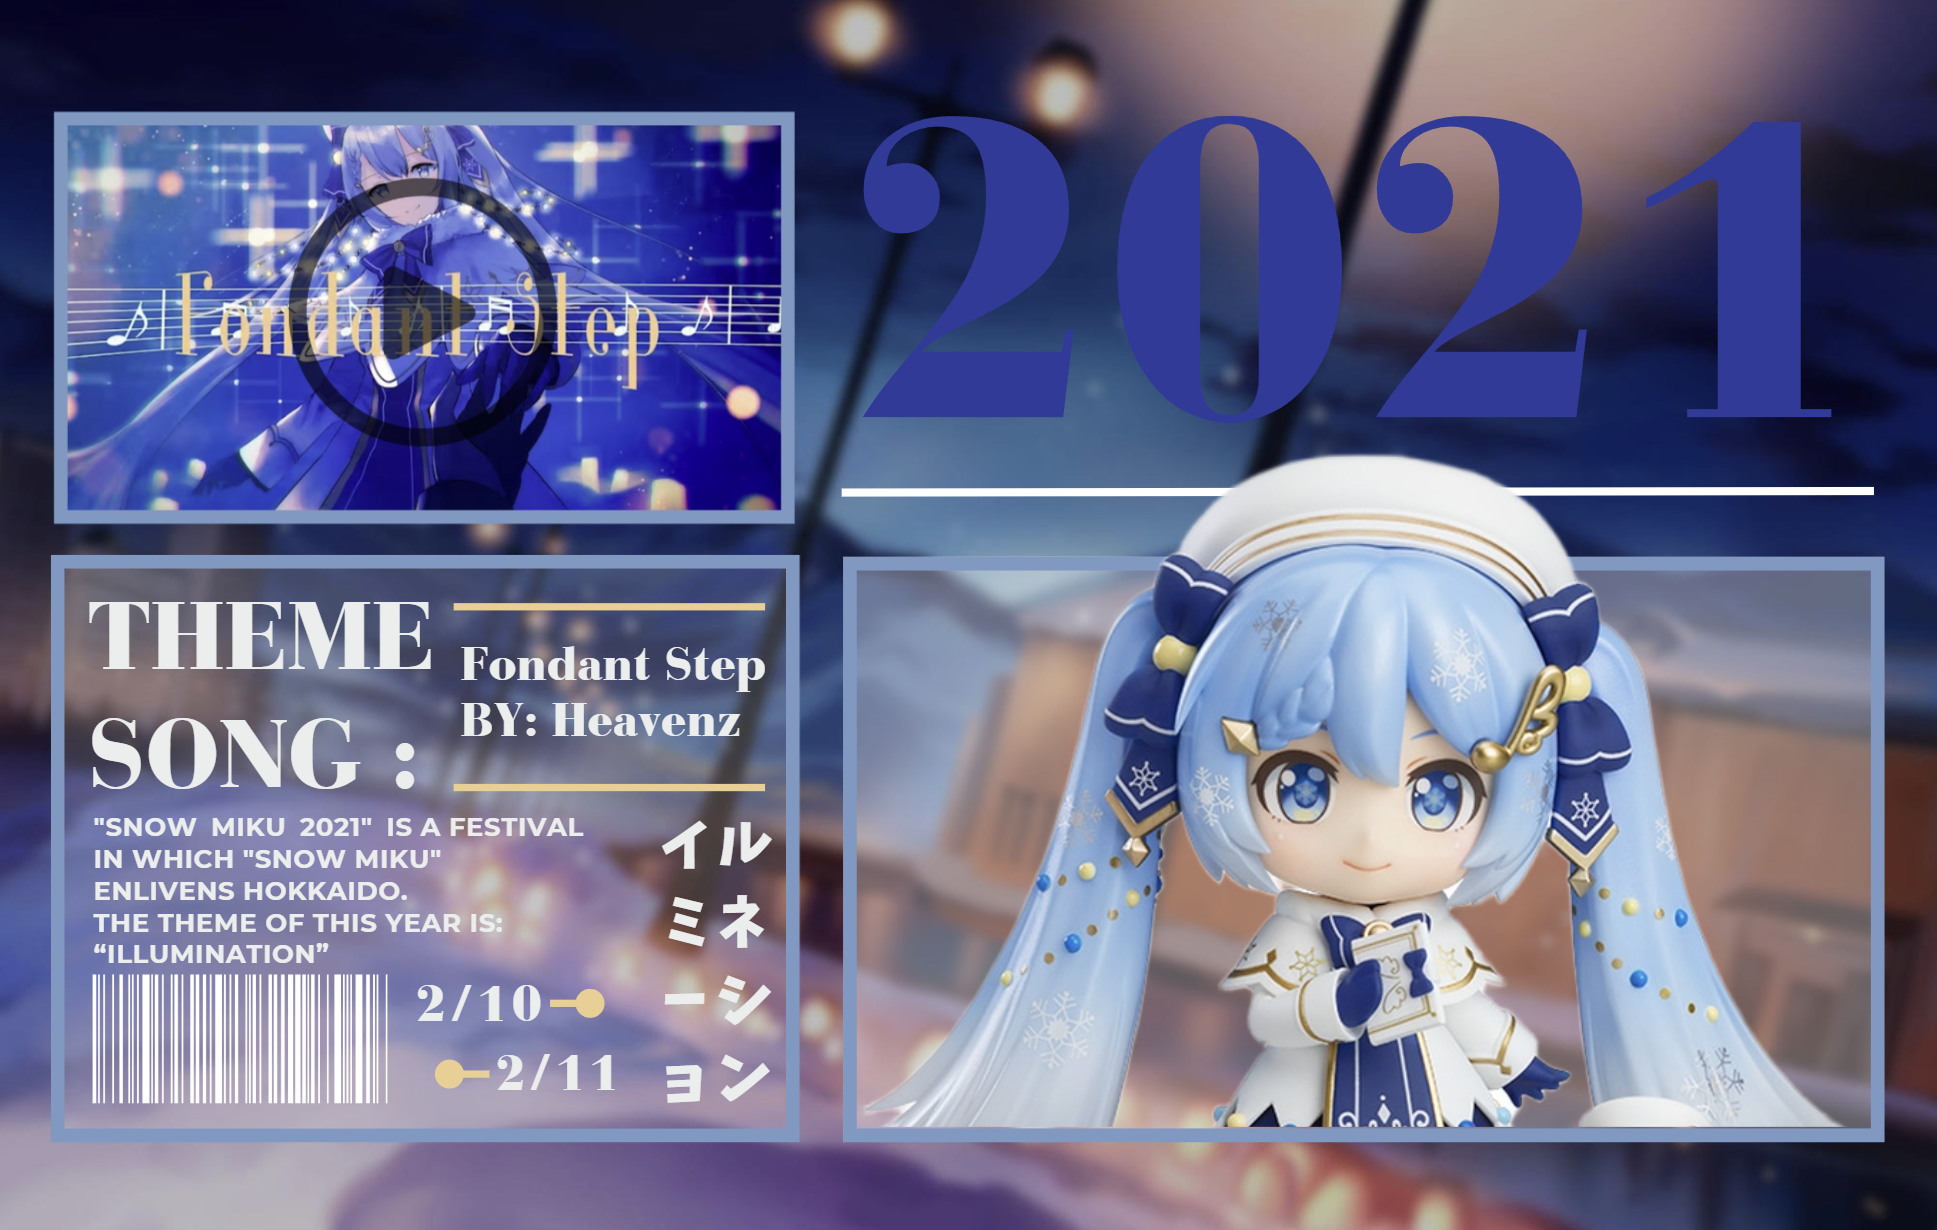 Fondant Step
2021
THEME
SONG :
Fondant Step
BY: Heavenz
"SNOW MIKU 2021" IS A FESTIVAL
IN WHICH "SNOW MIKU"
ENLIVENS HOKKAIDO.
THE THEME OF THIS YEAR IS:
“ILLUMINATION”
2/10
2/11
イル
ミネ
ーシ
ョン